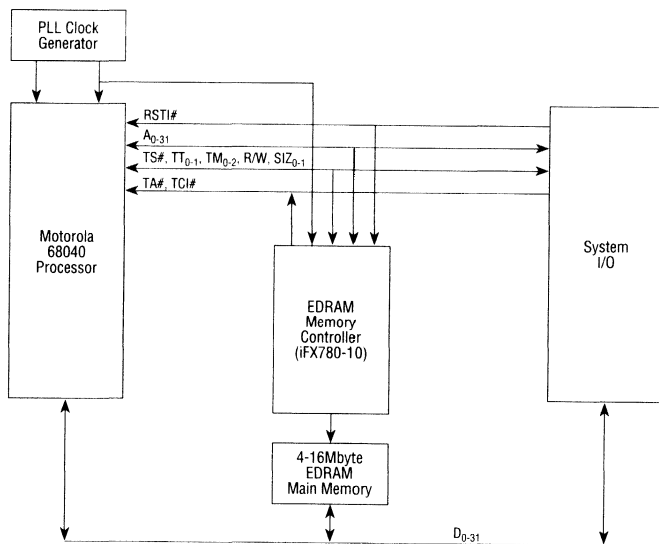 PLL Clock
Generator
RSTI#
A0-31
TS#, TT0-1, TM0-2, R/W, SIZ0-1
TA#, TCI#
Motorola
68040
Processor
System
I/O
EDRAM
Memory
Controller
(iFX780-10)
4-16Mbyte
EDRAM
Main Memory
D0-31